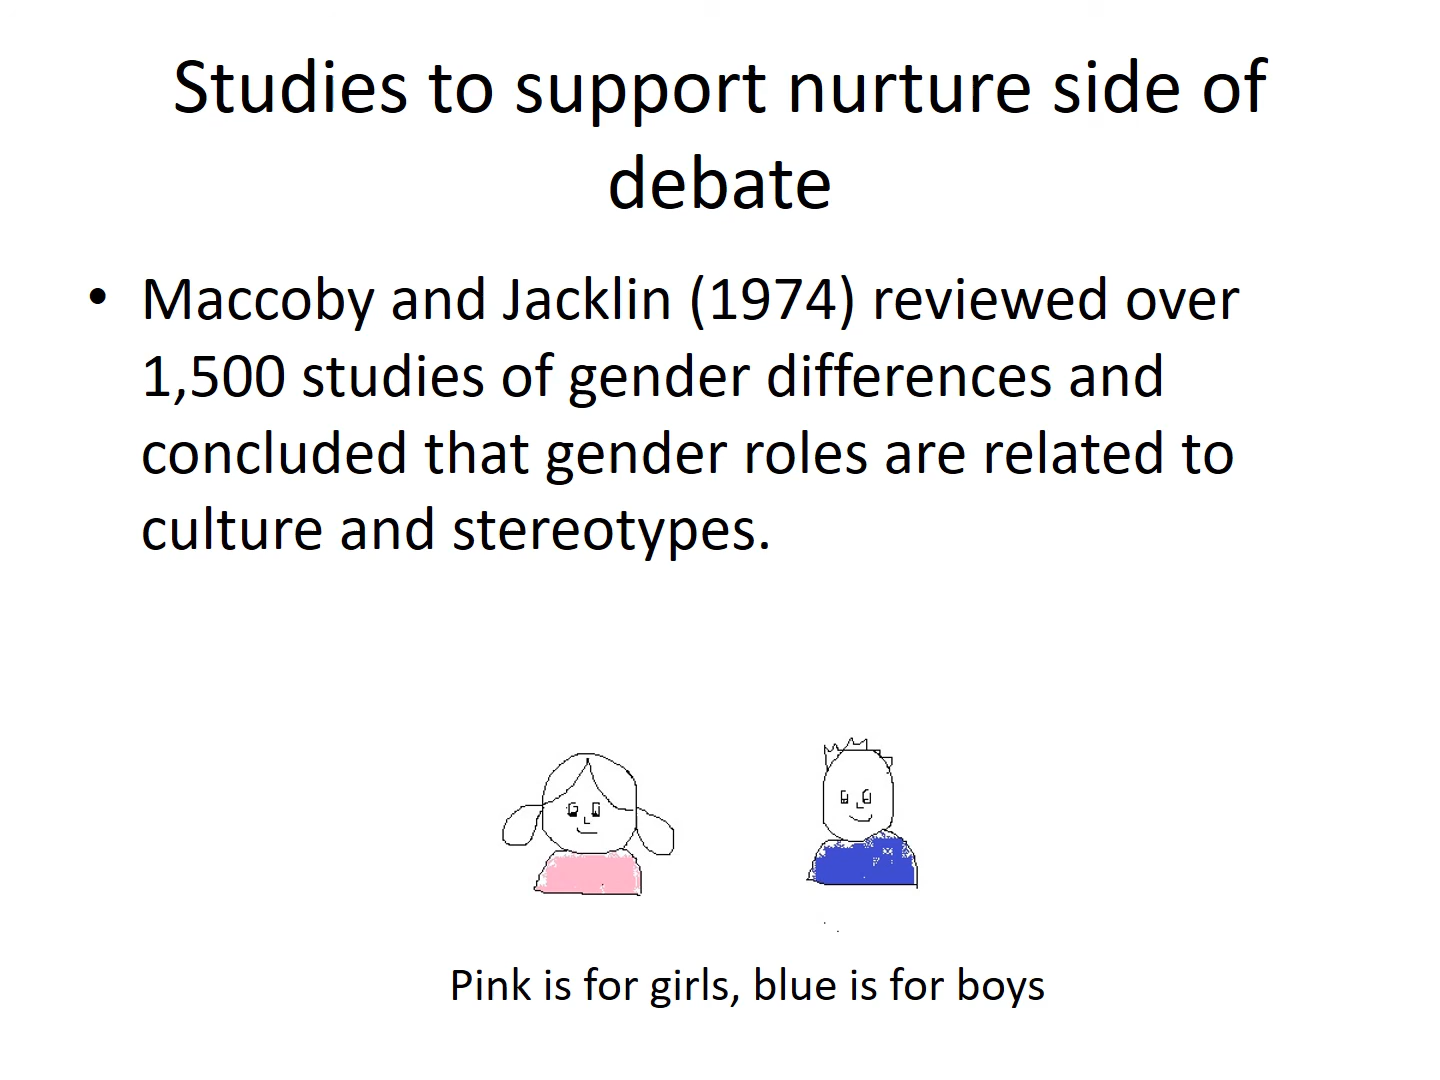 Studies to support nurture side of
debate
• Maccoby and Jacklin (1974) reviewed over
1,500 studies of gender differences and
concluded that gender roles are related to
culture and stereotypes.
Pink is for girls, blue is for boys